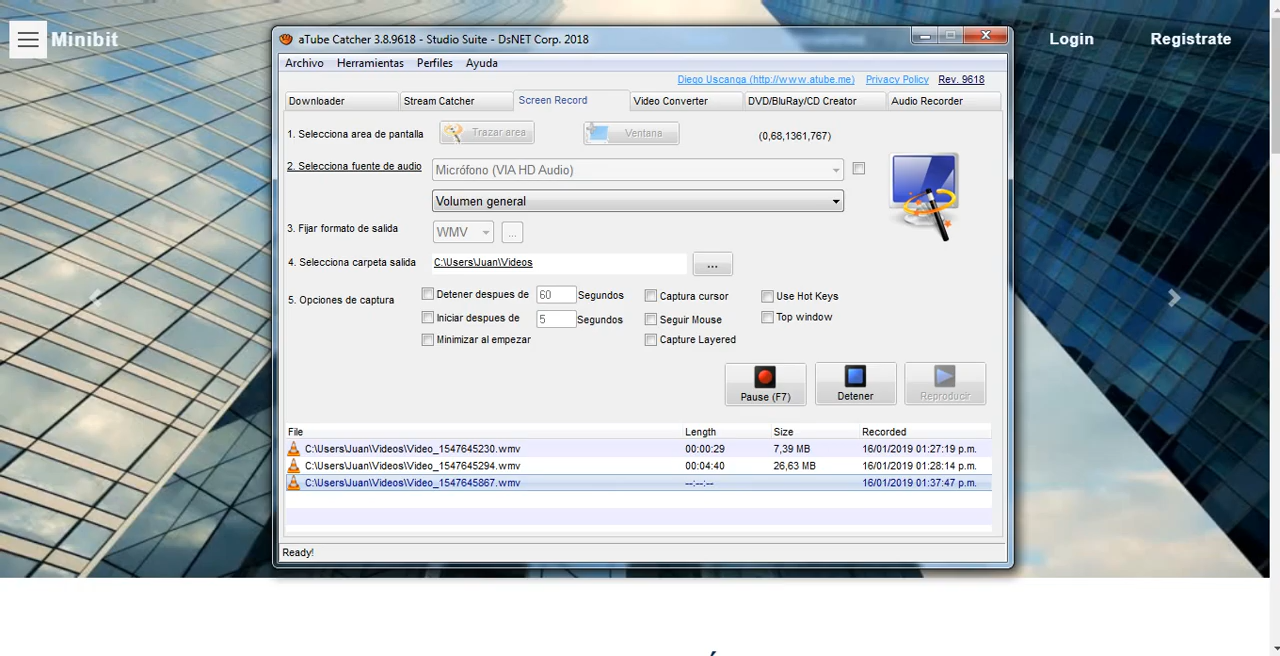 Minibit
Login
Registrate
aTube Catcher 3.8.9618 - Studio Suite - DsNET Corp. 2018
Archivo Herramientas Perfiles Ayuda
Diego Uscanga (http://www.atube.me) Privacy Policy Rev. 9618
Downloader Stream Catcher Screen Record Video Converter DVD/BluRay/CD Creator Audio Recorder
1. Selecciona area de pantalla Trazar area Ventana (0,68,1361,767)
2. Selecciona fuente de audio Micrófono (VIA HD Audio)
Volumen general
3. Fijar formato de salida WMV ...
4. Selecciona carpeta salida C:\Users\Juan\Videos ...
5. Opciones de captura
Detener despues de 60 Segundos Captura cursor Use Hot Keys
Iniciar despues de 5 Segundos Seguir Mouse Top window
Minimizar al empezar Capture Layered
Pause (F7) Detener Reproducir
File Length Size Recorded
C:\Users\Juan\Videos\Video_1547645230.wmv 00:00:29 7,39 MB 16/01/2019 01:27:19 p.m.
C:\Users\Juan\Videos\Video_1547645294.wmv 00:04:40 26,63 MB 16/01/2019 01:28:14 p.m.
C:\Users\Juan\Videos\Video_1547645867.wmv --:--:-- 16/01/2019 01:37:47 p.m.
Ready!